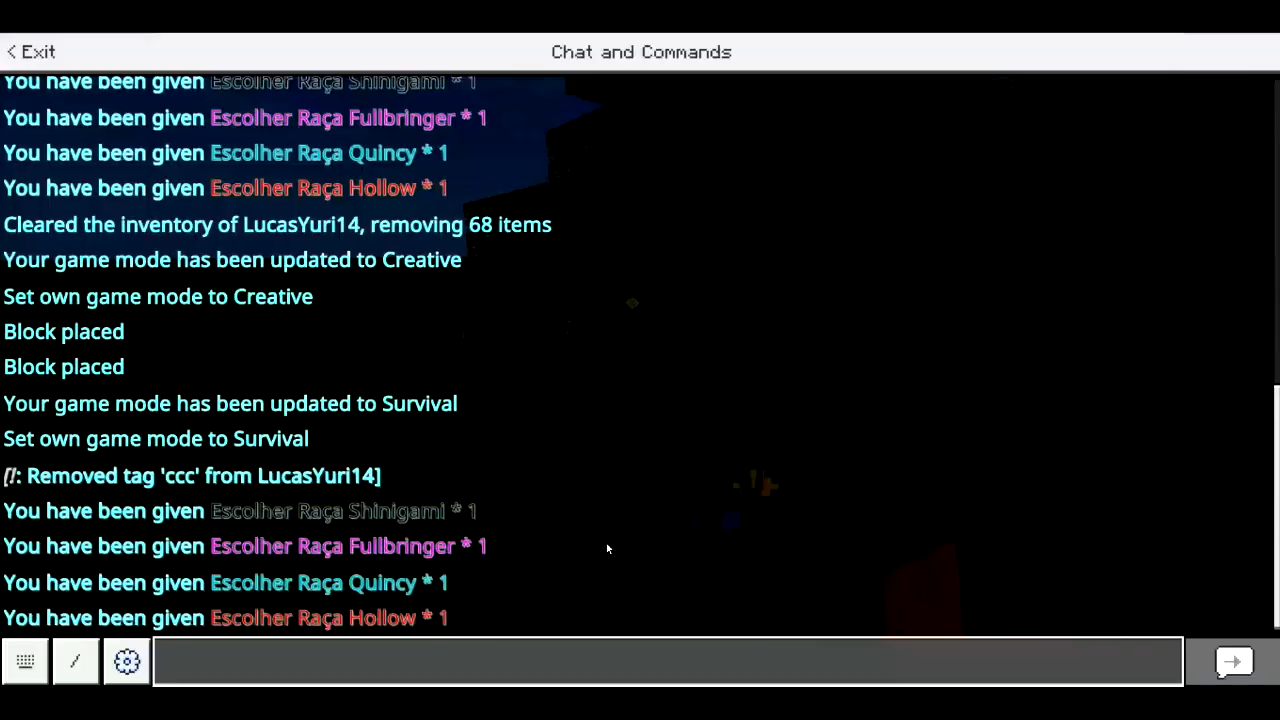 < Exit
Chat and Commands
You have been given Escolher Raça Shinigami * 1
You have been given Escolher Raça Fullbringer * 1
You have been given Escolher Raça Quincy * 1
You have been given Escolher Raça Hollow * 1
Cleared the inventory of LucasYuri14, removing 68 items
Your game mode has been updated to Creative
Set own game mode to Creative
Block placed
Block placed
Your game mode has been updated to Survival
Set own game mode to Survival
[!: Removed tag 'ccc' from LucasYuri14]
You have been given Escolher Raça Shinigami * 1
You have been given Escolher Raça Fullbringer * 1
You have been given Escolher Raça Quincy * 1
You have been given Escolher Raça Hollow * 1
/